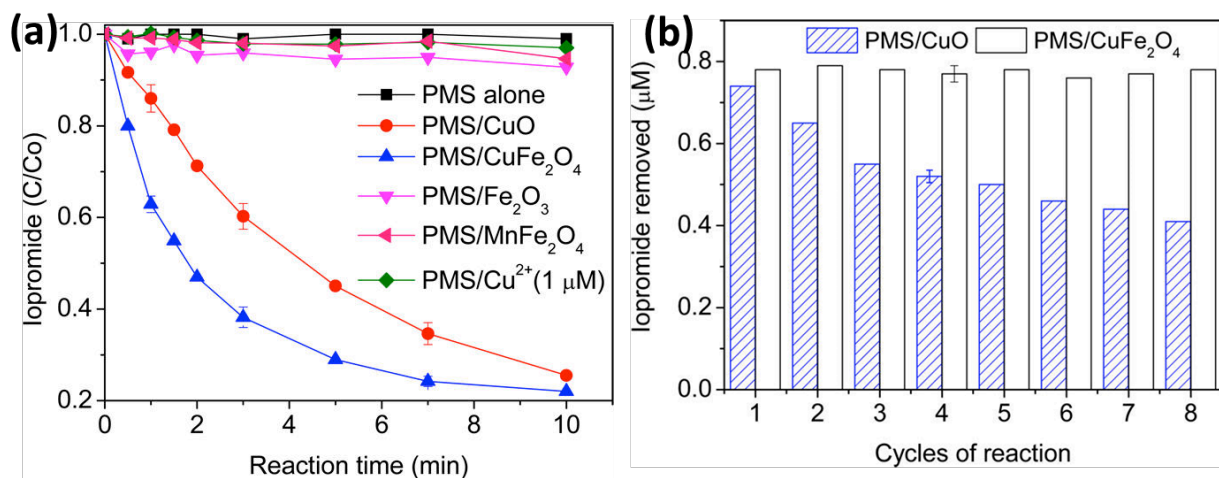 (a)
Iopromide (C/Co)
1.0
0.8
0.6
0.4
0.2
PMS alone
PMS/CuO
PMS/CuFe₂O₄
PMS/Fe₂O₃
PMS/MnFe₂O₄
PMS/Cu²⁺(1 μM)
0 2 4 6 8 10
Reaction time (min)
(b)
PMS/CuO PMS/CuFe₂O₄
Iopromide removed (μM)
0.8
0.6
0.4
0.2
0.0
1 2 3 4 5 6 7 8
Cycles of reaction